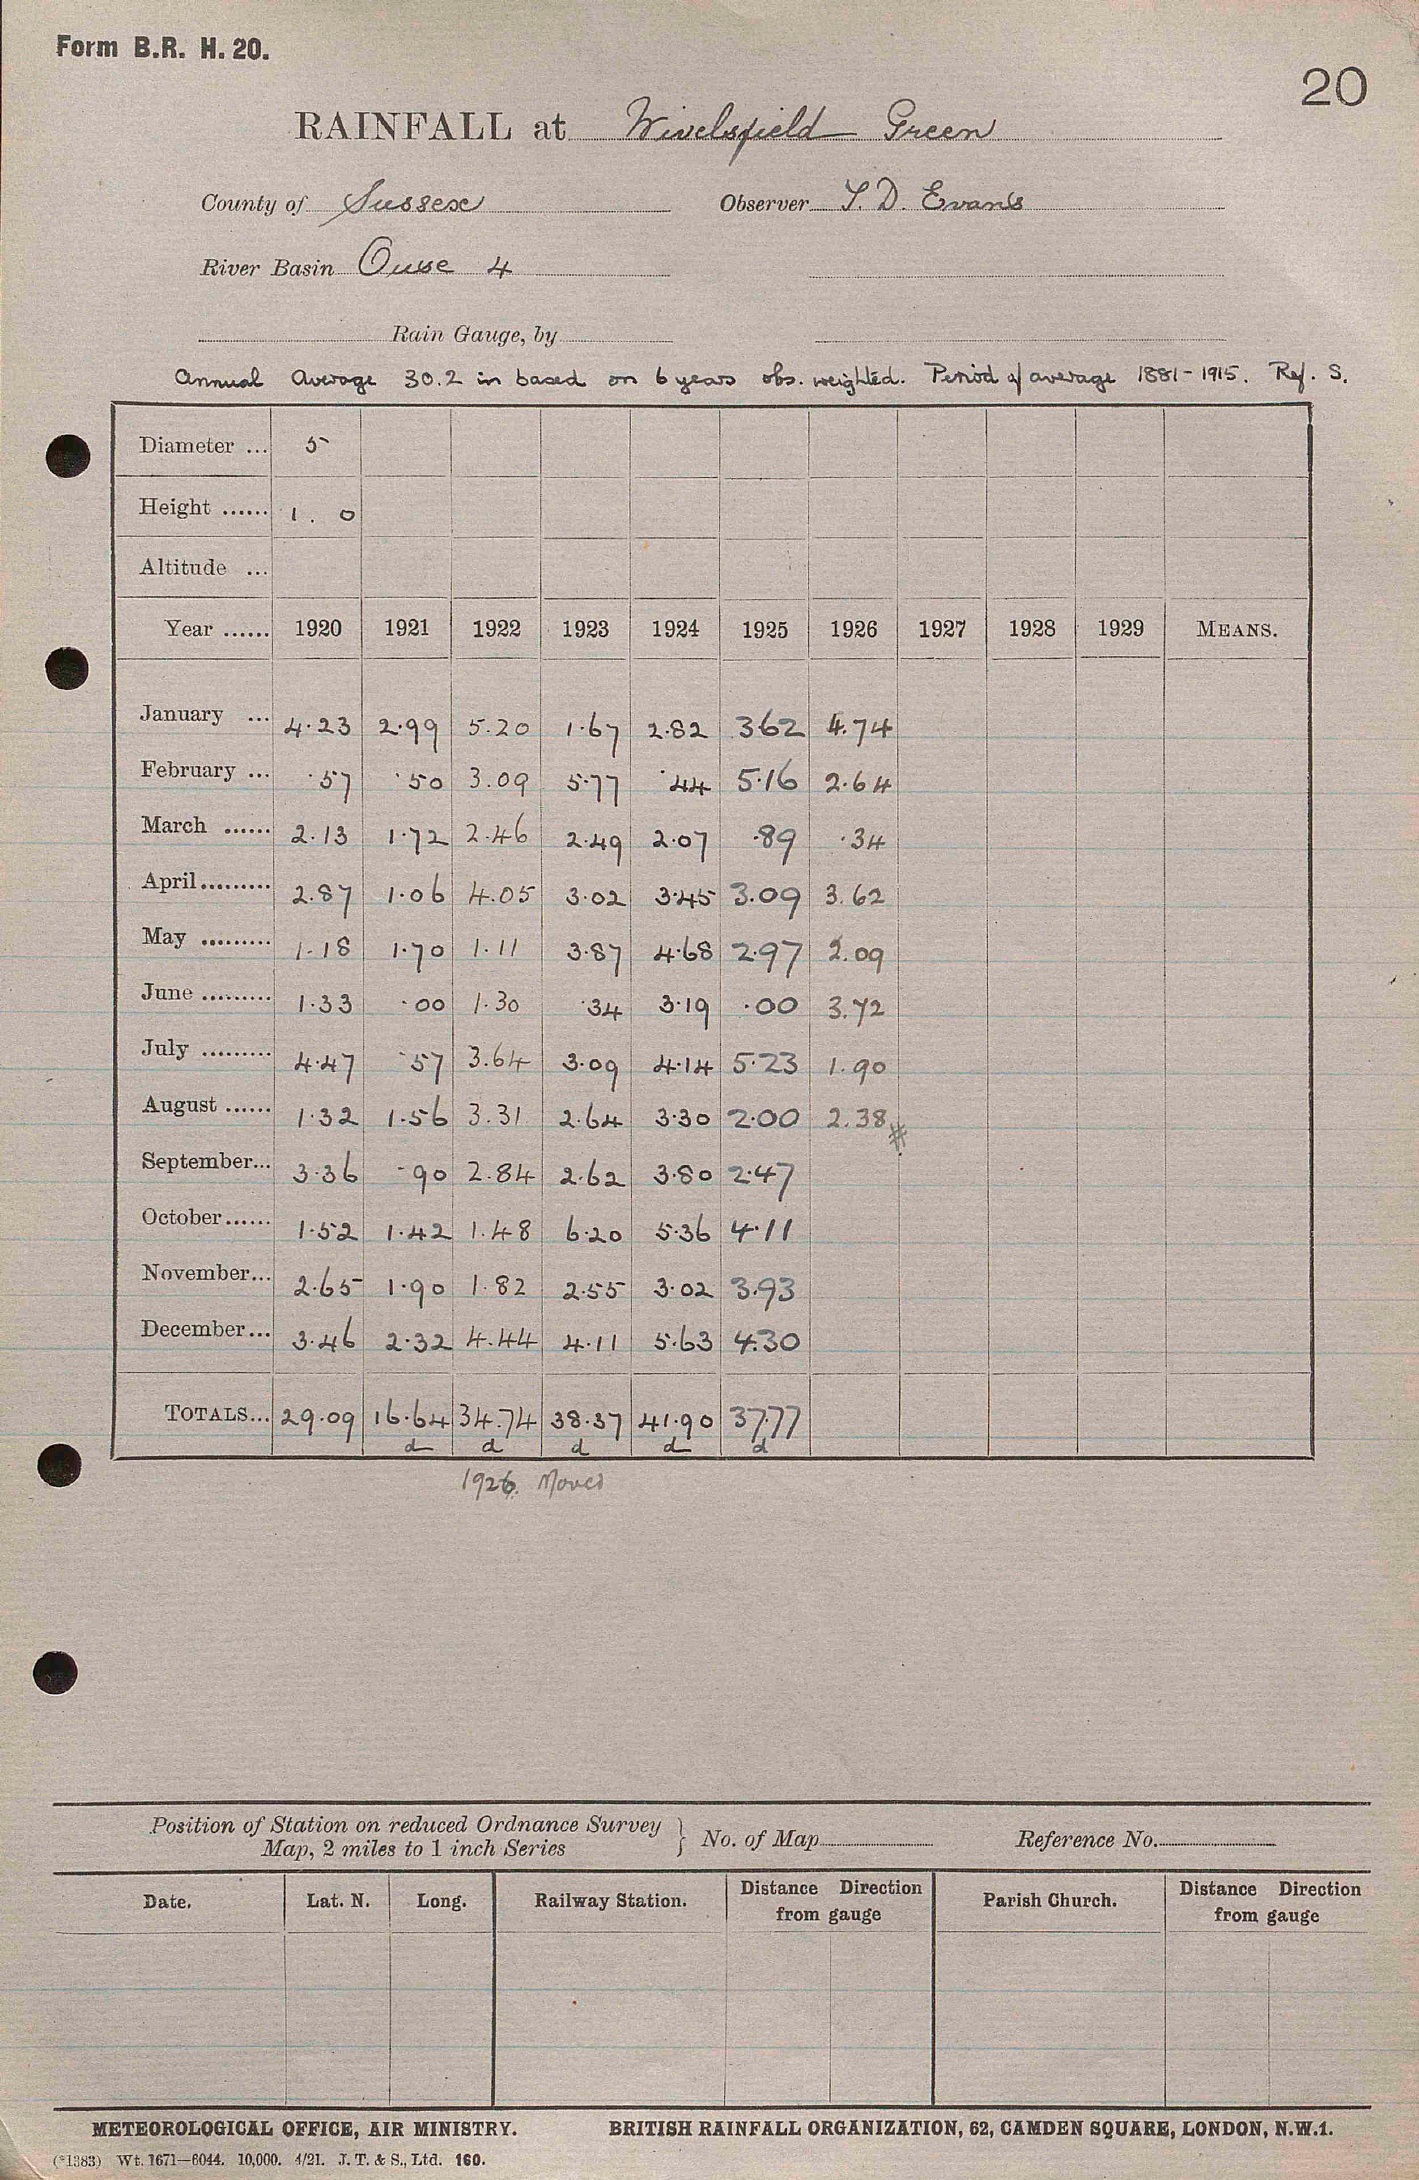 Form B.R. H. 20.
20
RAINFALL at Wivelsfield Green
County of Sussex Observer T. D. Evans
River Basin Ouse 4
Rain Gauge, by
Annual Average 30.2 in based on 6 years obs. weighted. Period of average 1881-1915. Ref. S.
Diameter ... 5
Height ...... 1 . 0
Altitude ...
Year ...... 1920 1921 1922 1923 1924 1925 1926 1927 1928 1929 MEANS.
January ... 4.23 2.99 5.20 1.67 2.82 3.62 4.74
February ... .57 .50 3.09 5.77 .44 5.16 2.64
March ...... 2.13 1.72 2.46 2.49 2.07 .89 .34
April......... 2.87 1.06 4.05 3.02 3.45 3.09 3.62
May ......... 1.18 1.70 1.11 3.87 4.68 2.97 2.09
June ......... 1.33 .00 1.30 .34 3.19 .00 3.72
July ......... 4.47 .57 3.64 3.09 4.14 5.23 1.90
August ...... 1.32 1.56 3.31 2.64 3.30 2.00 2.38 #
September... 3.36 .90 2.84 2.62 3.80 2.47
October...... 1.52 1.42 1.48 6.20 5.36 4.11
November... 2.65 1.90 1.82 2.55 3.02 3.93
December... 3.46 2.32 4.44 4.11 5.63 4.30
TOTALS... 29.09 16.64 34.74 38.37 41.90 37.77
d d d d d
1926. Moved
Position of Station on reduced Ordnance Survey
Map, 2 miles to 1 inch Series } No. of Map Reference No.
Date. Lat. N. Long. Railway Station. Distance Direction from gauge Parish Church. Distance Direction from gauge
METEOROLOGICAL OFFICE, AIR MINISTRY. BRITISH RAINFALL ORGANIZATION, 62, CAMDEN SQUARE, LONDON, N.W.1.
(*1383) Wt. 1671—6044. 10,000. 4/21. J. T. & S., Ltd. 160.